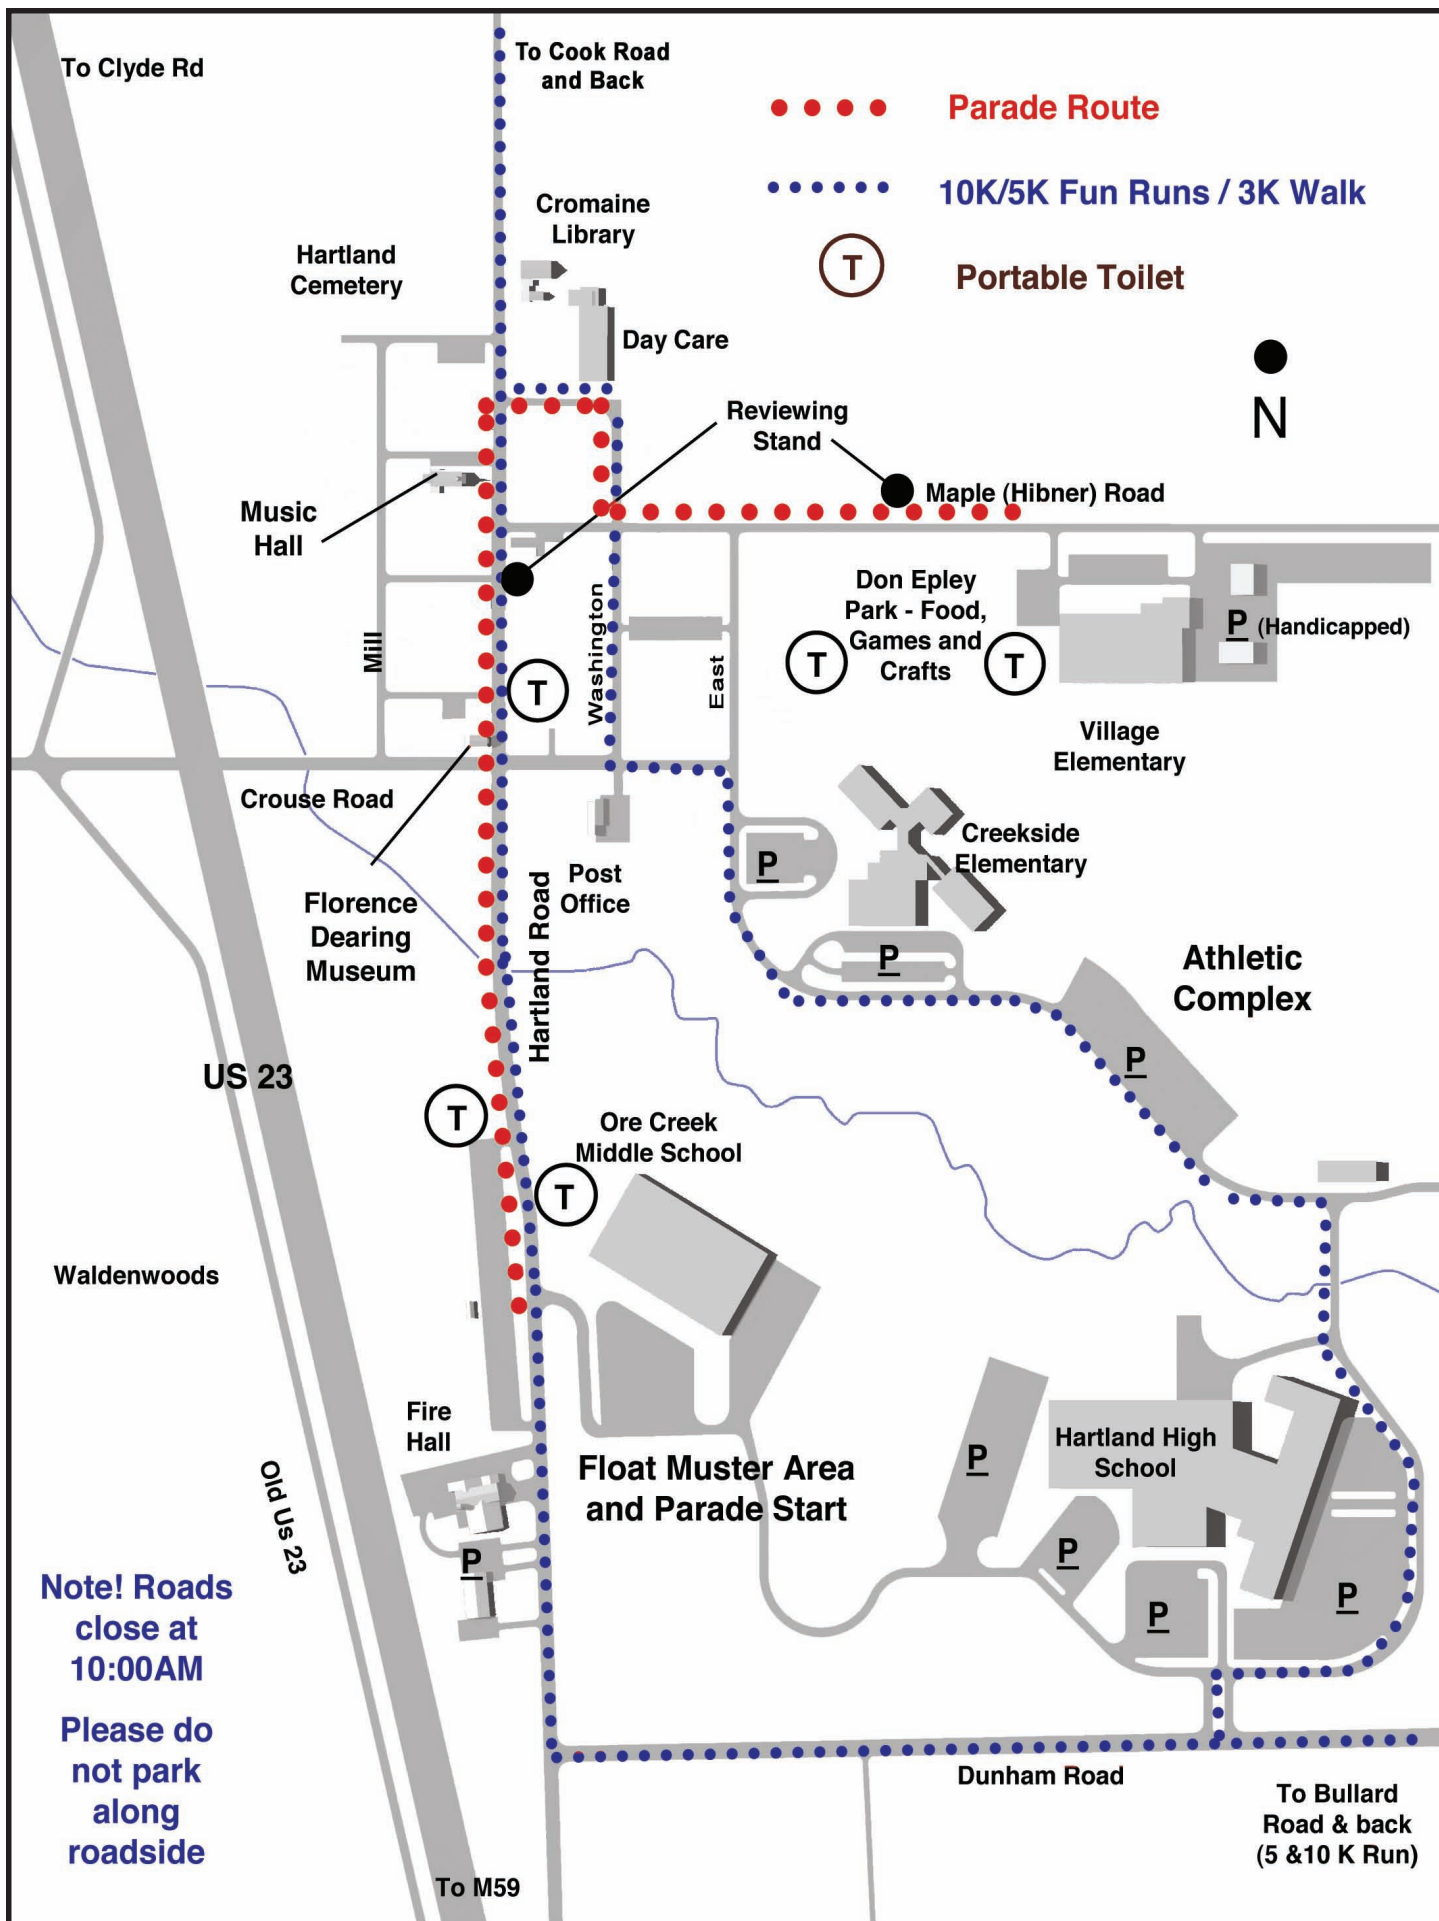 To Clyde Rd
To Cook Road
and Back
Parade Route
10K/5K Fun Runs / 3K Walk
T
Portable Toilet
Cromaine
Library
Hartland
Cemetery
Day Care
N
Reviewing
Stand
Maple (Hibner) Road
Music
Hall
Don Epley
Park - Food,
Games and
Crafts
P (Handicapped)
Mill
Washington
East
T
T
T
Village
Elementary
Crouse Road
Creekside
Elementary
P
Post
Office
Hartland Road
Florence
Dearing
Museum
P
Athletic
Complex
P
US 23
T
Ore Creek
Middle School
T
Waldenwoods
Fire
Hall
Float Muster Area
and Parade Start
P
Hartland High
School
Old Us 23
P
P
P
P
Note! Roads
close at
10:00AM
Please do
not park
along
roadside
Dunham Road
To Bullard
Road & back
(5 &10 K Run)
To M59